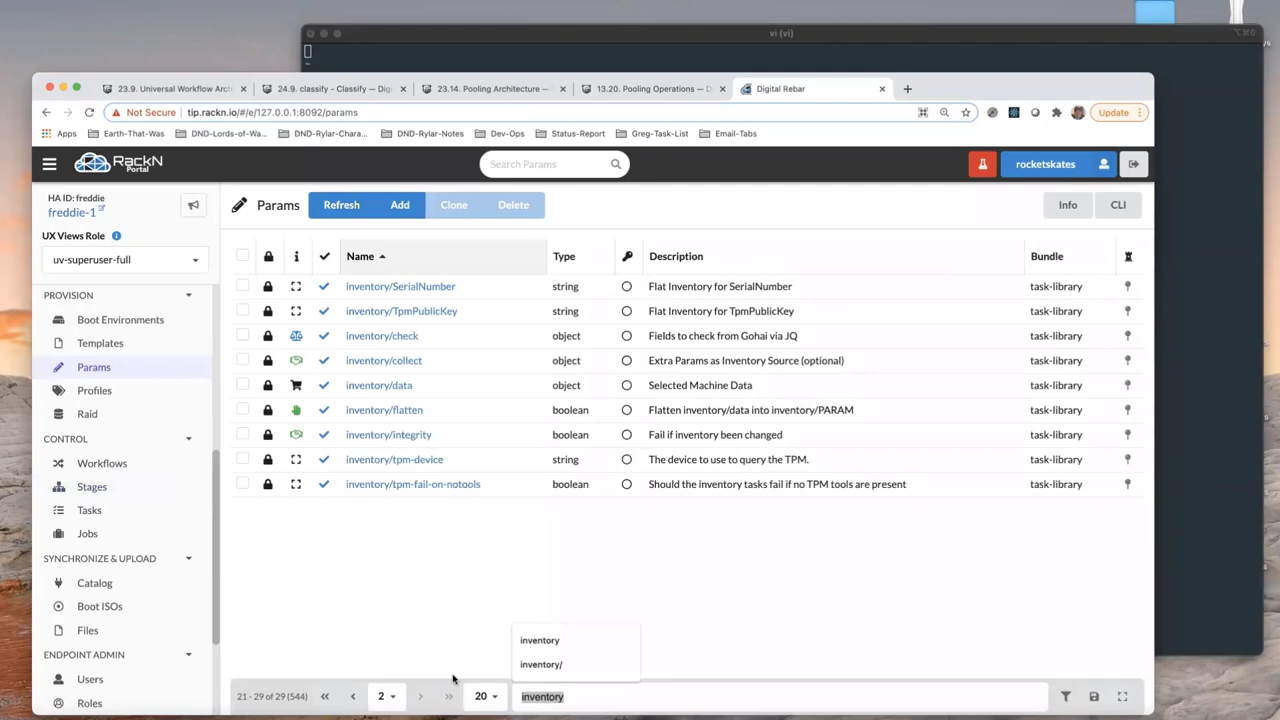 vi (vi)
⌥⌘0
23.9. Universal Workflow Arch
24.9. classify - Classify — Dig
23.14. Pooling Architecture —
13.20. Pooling Operations — D
Digital Rebar
Not Secure | tip.rackn.io/#/e/127.0.0.1:8092/params
Update
Apps
Earth-That-Was
DND-Lords-of-Wa...
DND-Rylar-Chara...
DND-Rylar-Notes
Dev-Ops
Status-Report
Greg-Task-List
Email-Tabs
RackN
Portal
Search Params
rocketskates
HA ID: freddie
freddie-1
UX Views Role
uv-superuser-full
PROVISION
Boot Environments
Templates
Params
Profiles
Raid
CONTROL
Workflows
Stages
Tasks
Jobs
SYNCHRONIZE & UPLOAD
Catalog
Boot ISOs
Files
ENDPOINT ADMIN
Users
Roles
Params Refresh Add Clone Delete Info CLI
Name Type Description Bundle
inventory/SerialNumber string Flat Inventory for SerialNumber task-library
inventory/TpmPublicKey string Flat Inventory for TpmPublicKey task-library
inventory/check object Fields to check from Gohai via JQ task-library
inventory/collect object Extra Params as Inventory Source (optional) task-library
inventory/data object Selected Machine Data task-library
inventory/flatten boolean Flatten inventory/data into inventory/PARAM task-library
inventory/integrity boolean Fail if inventory been changed task-library
inventory/tpm-device string The device to use to query the TPM. task-library
inventory/tpm-fail-on-notools boolean Should the inventory tasks fail if no TPM tools are present task-library
inventory
inventory/
21 - 29 of 29 (544) 2 20 inventory